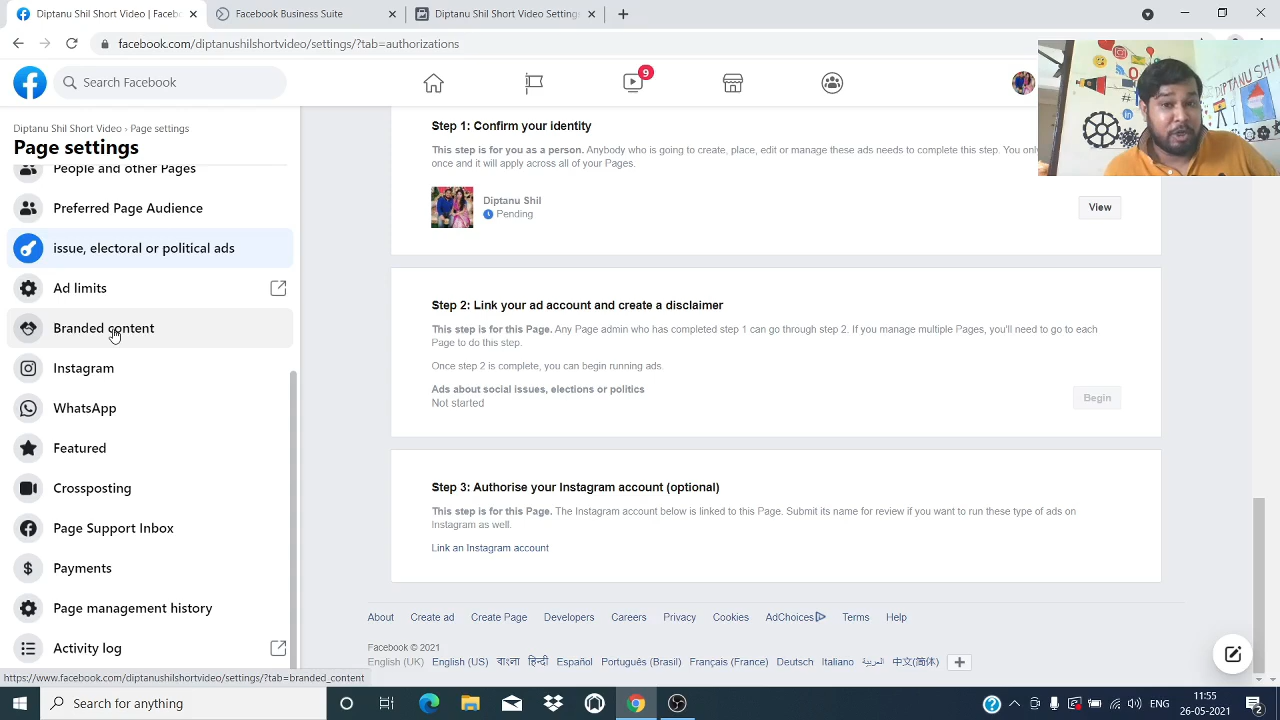 Diptanu Shil Short Video | Faceb
Facebook Business Suite
Diptanu Shil Video Setting
facebook.com/diptanushilshortvideo/settings/?tab=authorizations
Search Facebook
9
DIPTANU SHIL
Diptanu Shil Short Video › Page settings
Page settings
People and other Pages
Preferred Page Audience
issue, electoral or political ads
Ad limits
Branded content
Instagram
WhatsApp
Featured
Crossposting
Page Support Inbox
Payments
Page management history
Activity log
https://www.facebook.com/diptanushilshortvideo/settings/?tab=branded_content
Step 1: Confirm your identity
This step is for you as a person. Anybody who is going to create, place, edit or manage these ads needs to complete this step. You onl
once and it will apply across all of your Pages.
Diptanu Shil
Pending
View
Step 2: Link your ad account and create a disclaimer
This step is for this Page. Any Page admin who has completed step 1 can go through step 2. If you manage multiple Pages, you'll need to go to each
Page to do this step.
Once step 2 is complete, you can begin running ads
Ads about social issues, elections or politics
Not started
Begin
Step 3: Authorise your Instagram account (optional)
This step is for this Page. The Instagram account below is linked to this Page. Submit its name for review if you want to run these type of ads on
Instagram as well.
Link an Instagram account
About Create ad Create Page Developers Careers Privacy Cookies AdChoices Terms Help
Facebook © 2021
English (UK) English (US) বাংলা हिन्दी Español Português (Brasil) Français (France) Deutsch Italiano العربية 中文(简体)
Type here to search
ENG
11:55
26-05-2021
2